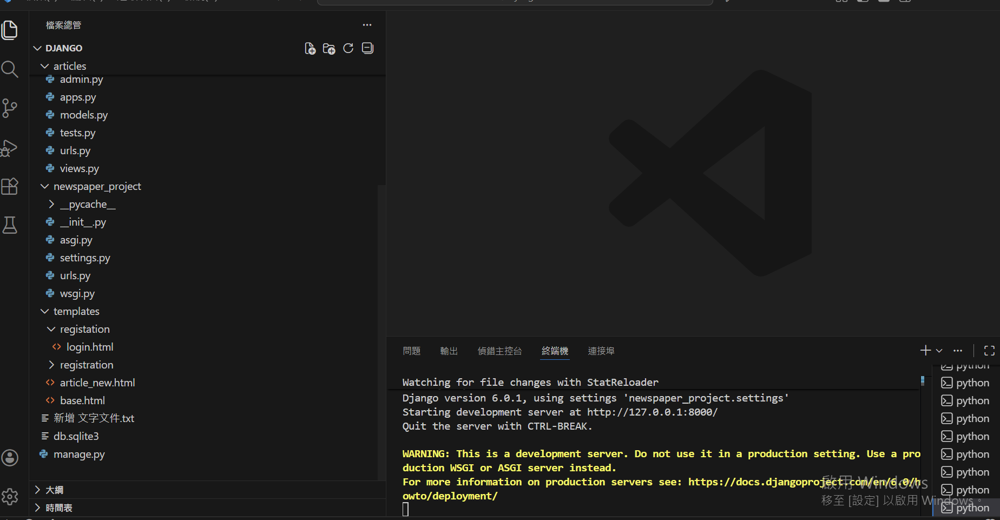 檔案總管
DJANGO
articles
admin.py
apps.py
models.py
tests.py
urls.py
views.py
newspaper_project
__pycache__
__init__.py
asgi.py
settings.py
urls.py
wsgi.py
templates
registation
login.html
registration
article_new.html
base.html
新增 文字文件.txt
db.sqlite3
manage.py
大綱
時間表
問題
輸出
偵錯主控台
終端機
連接埠
Watching for file changes with StatReloader
Django version 6.0.1, using settings 'newspaper_project.settings'
Starting development server at http://127.0.0.1:8000/
Quit the server with CTRL-BREAK.
WARNING: This is a development server. Do not use it in a production setting. Use a pro
duction WSGI or ASGI server instead.
For more information on production servers see: https://docs.djangoproject.com/en/6.0/h
owto/deployment/
python
python
python
python
python
python
python
python
python
啟用 Windows
移至 [設定] 以啟用 Windows。